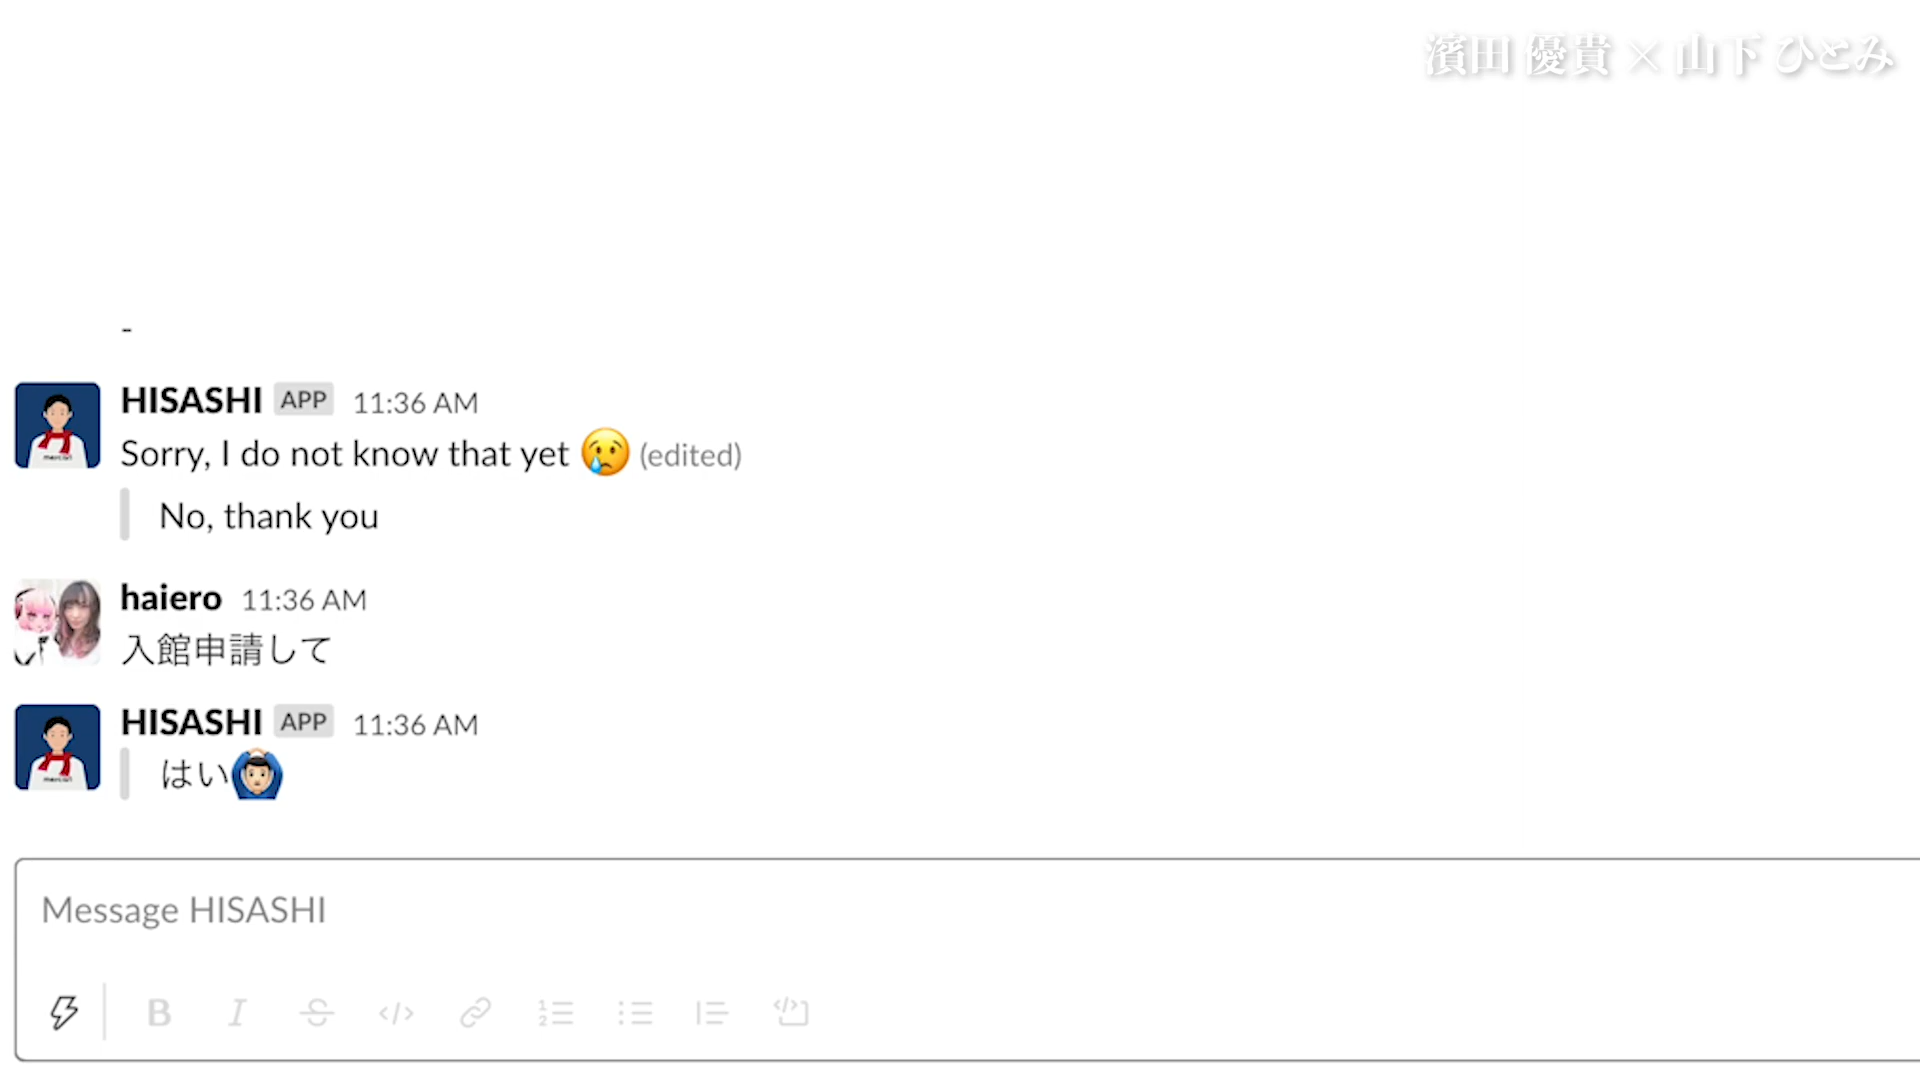 濱田 優貴 × 山下 ひとみ
-
HISASHI APP 11:36 AM
Sorry, I do not know that yet 😢 (edited)
No, thank you
haiero 11:36 AM
入館申請して
HISASHI APP 11:36 AM
はい🙆🏻‍♂️
Message HISASHI